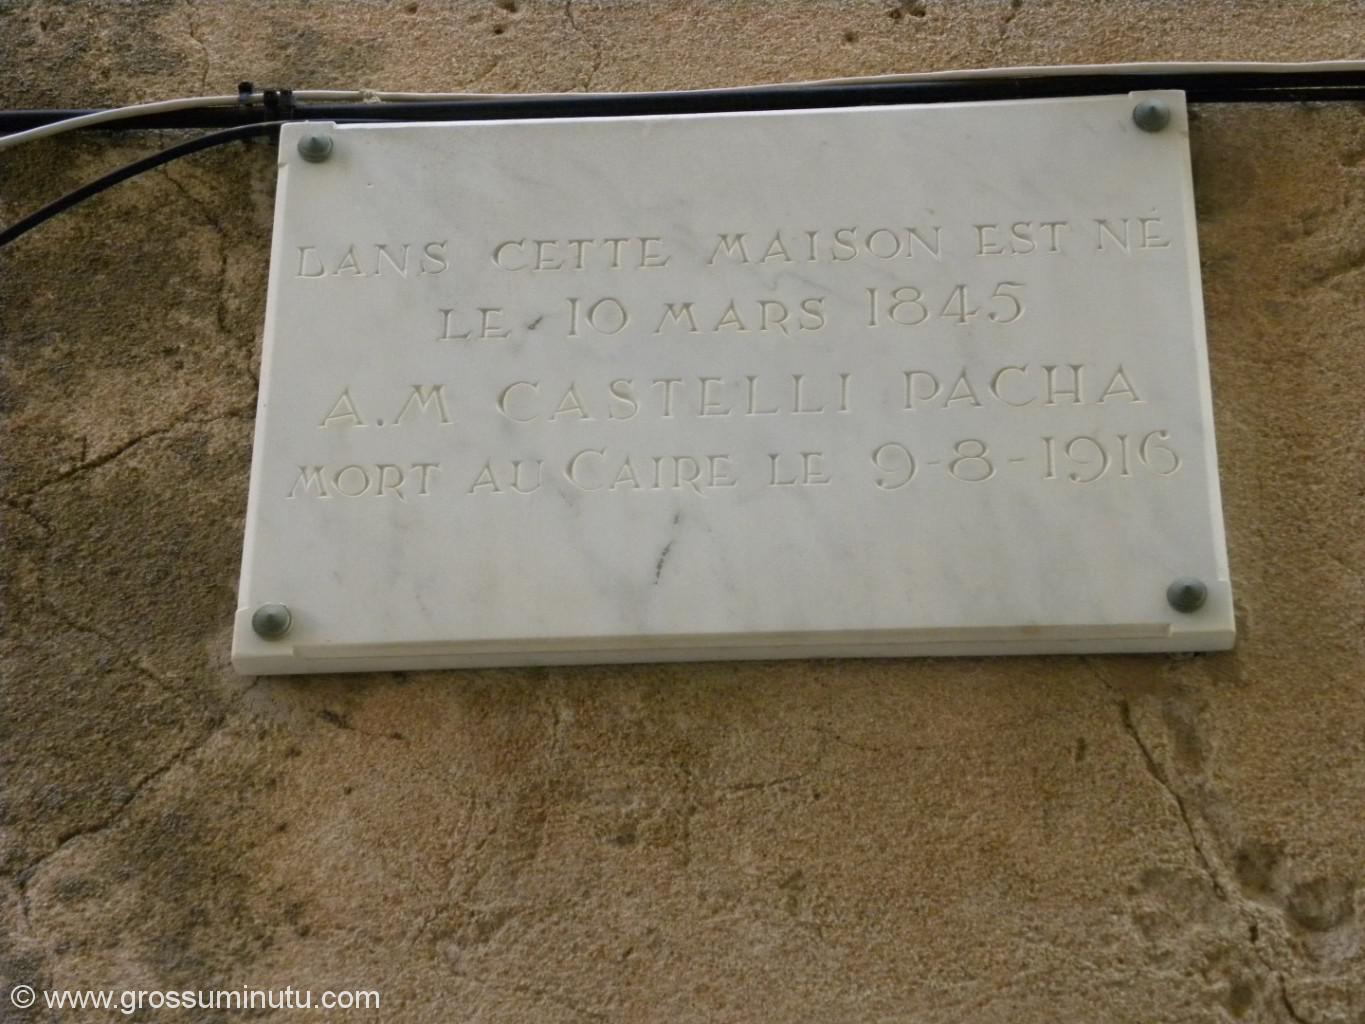 DANS CETTE MAISON EST NÉ
LE 10 MARS 1845
A.M CASTELLI PACHA
MORT AU CAIRE LE 9-8-1916
© www.grossuminutu.com